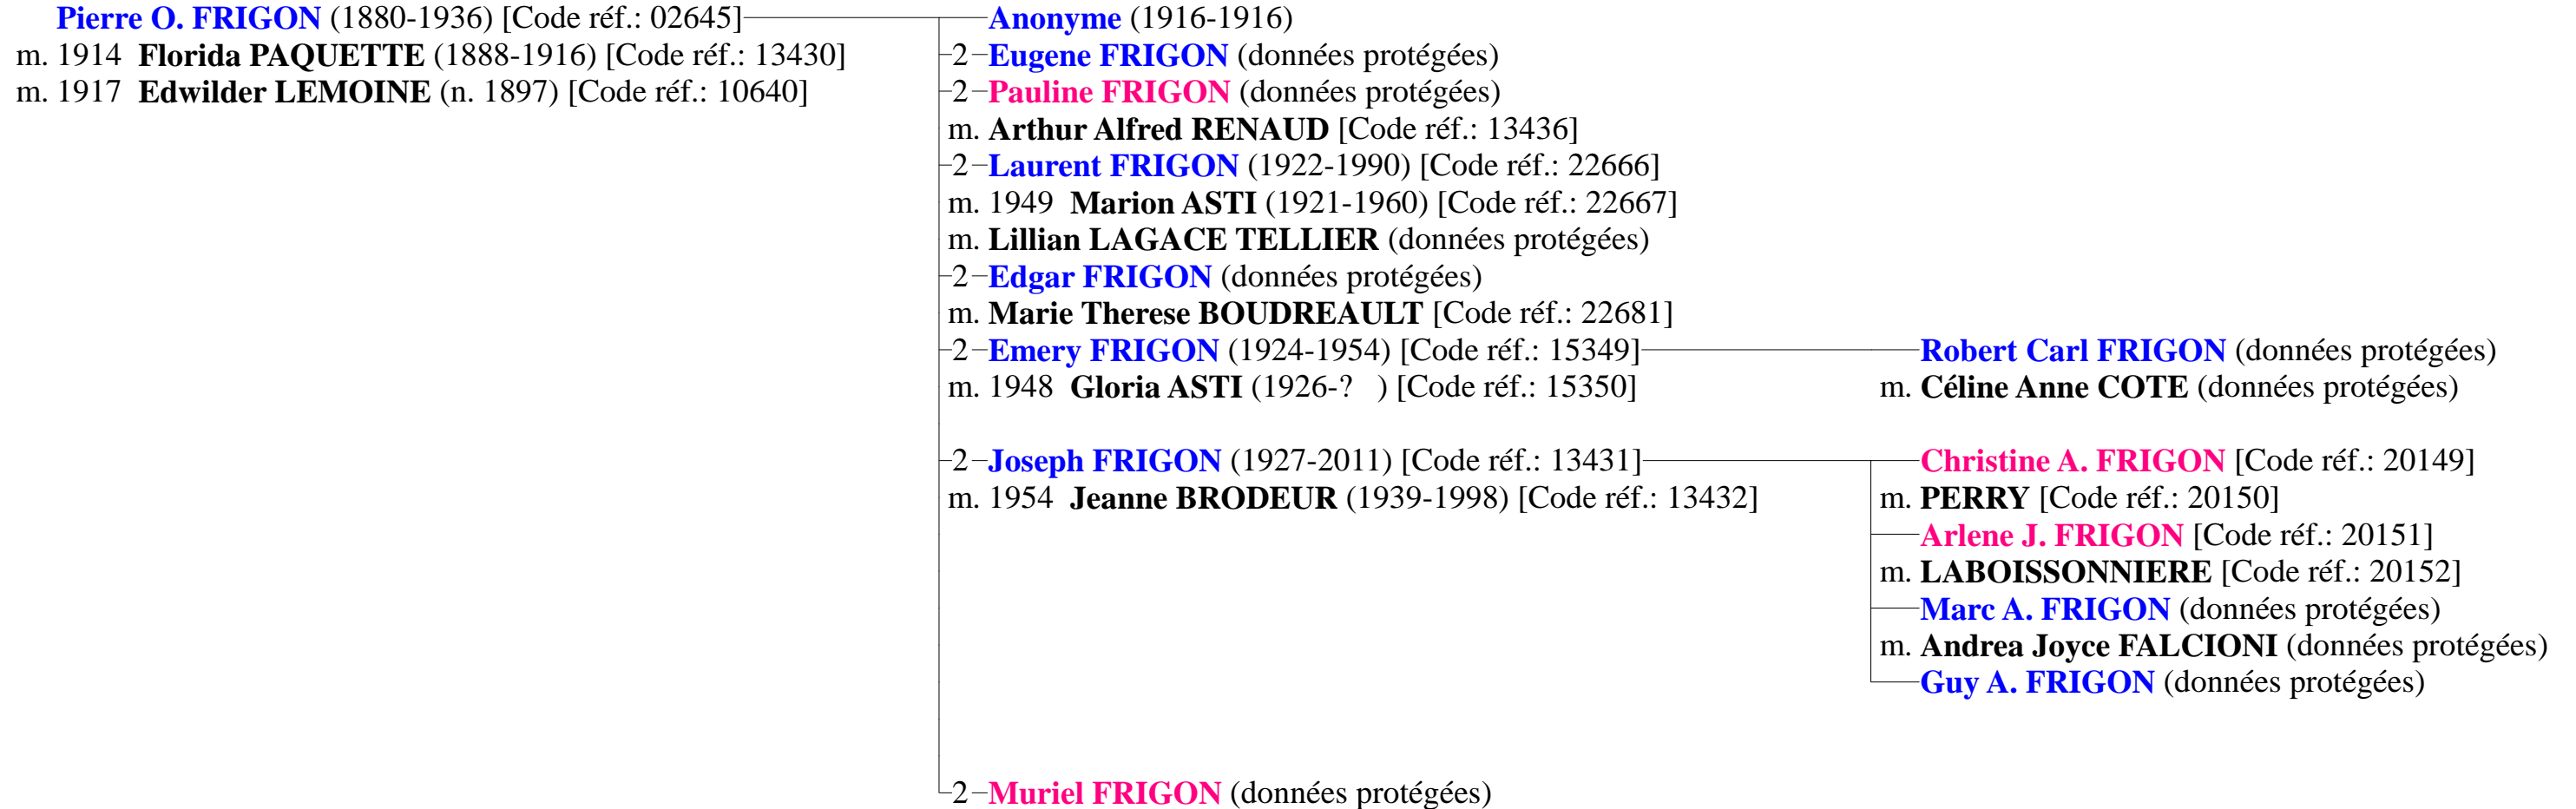 Pierre O. FRIGON (1880-1936) [Code réf.: 02645]
m. 1914 Florida PAQUETTE (1888-1916) [Code réf.: 13430]
m. 1917 Edwilder LEMOINE (n. 1897) [Code réf.: 10640]
Anonyme (1916-1916)
2 Eugene FRIGON (données protégées)
2 Pauline FRIGON (données protégées)
m. Arthur Alfred RENAUD [Code réf.: 13436]
2 Laurent FRIGON (1922-1990) [Code réf.: 22666]
m. 1949 Marion ASTI (1921-1960) [Code réf.: 22667]
m. Lillian LAGACE TELLIER (données protégées)
2 Edgar FRIGON (données protégées)
m. Marie Therese BOUDREAULT [Code réf.: 22681]
2 Emery FRIGON (1924-1954) [Code réf.: 15349]
m. 1948 Gloria ASTI (1926-? ) [Code réf.: 15350]
Robert Carl FRIGON (données protégées)
m. Céline Anne COTE (données protégées)
2 Joseph FRIGON (1927-2011) [Code réf.: 13431]
m. 1954 Jeanne BRODEUR (1939-1998) [Code réf.: 13432]
Christine A. FRIGON [Code réf.: 20149]
m. PERRY [Code réf.: 20150]
Arlene J. FRIGON [Code réf.: 20151]
m. LABOISSONNIERE [Code réf.: 20152]
Marc A. FRIGON (données protégées)
m. Andrea Joyce FALCIONI (données protégées)
Guy A. FRIGON (données protégées)
2 Muriel FRIGON (données protégées)